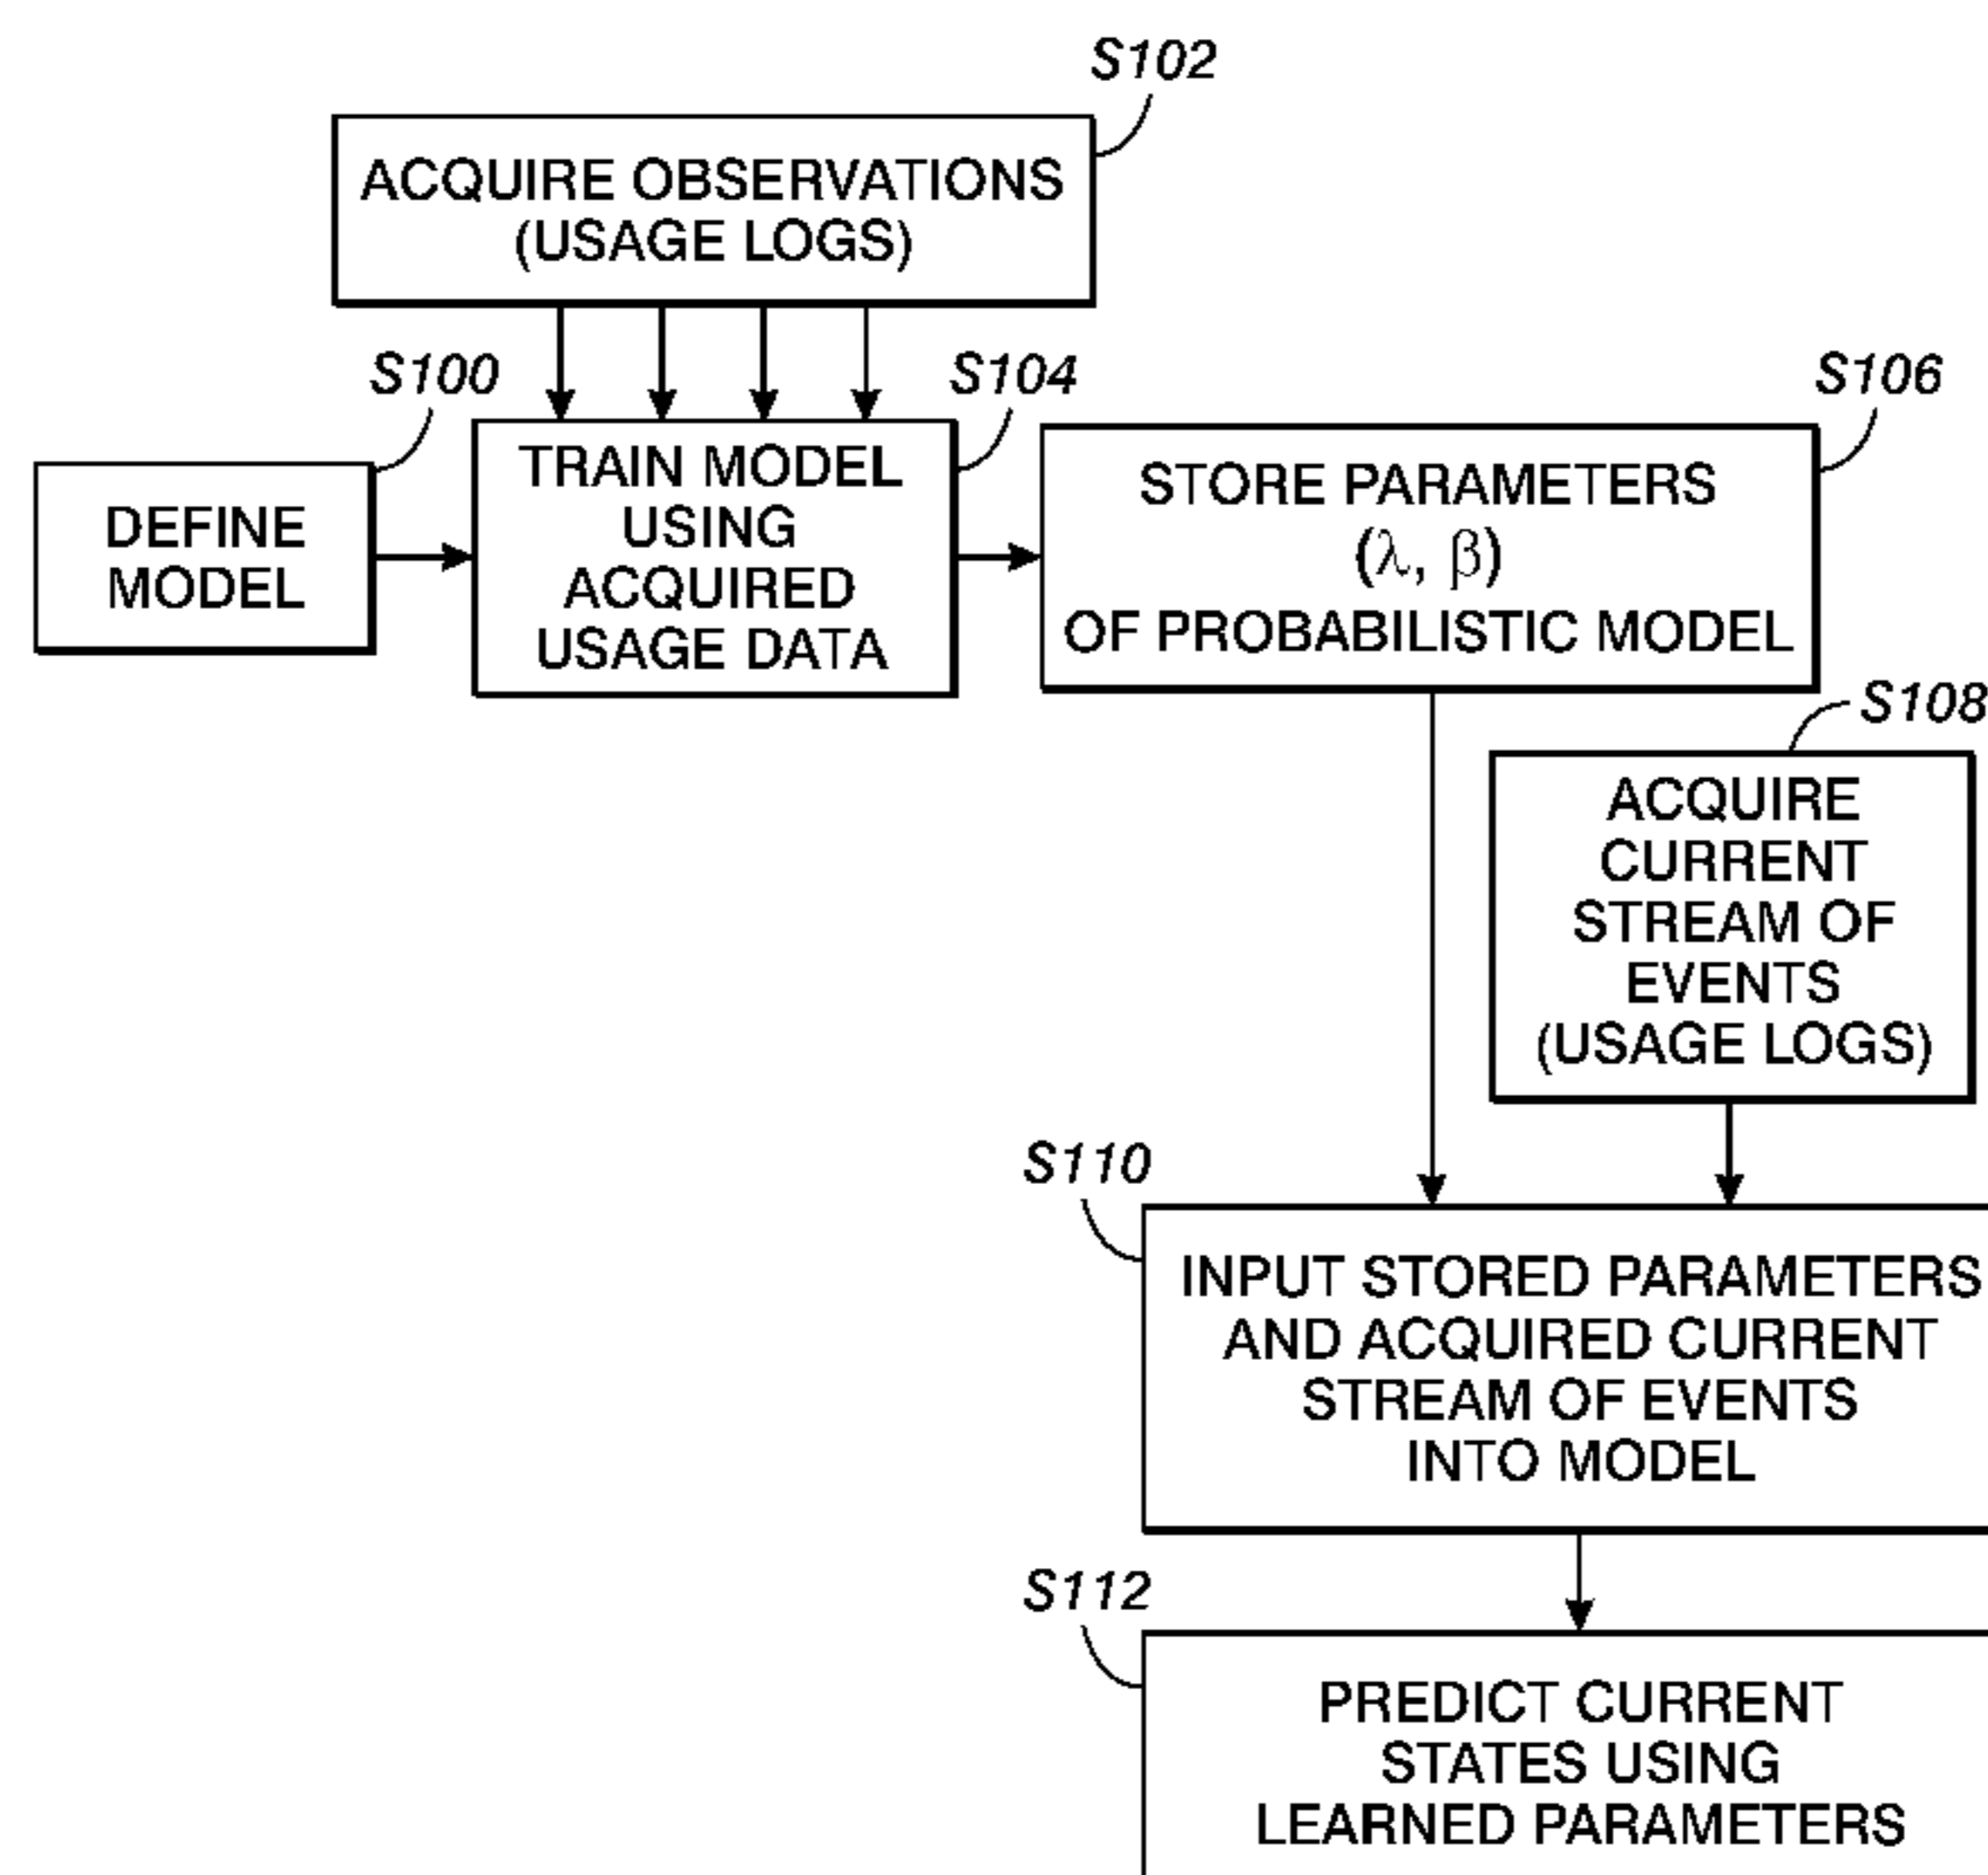 S102
ACQUIRE OBSERVATIONS
(USAGE LOGS)
S100
DEFINE
MODEL
S104
TRAIN MODEL
USING
ACQUIRED
USAGE DATA
S106
STORE PARAMETERS
(λ, β)
OF PROBABILISTIC MODEL
S108
ACQUIRE
CURRENT
STREAM OF
EVENTS
(USAGE LOGS)
S110
INPUT STORED PARAMETERS
AND ACQUIRED CURRENT
STREAM OF EVENTS
INTO MODEL
S112
PREDICT CURRENT
STATES USING
LEARNED PARAMETERS